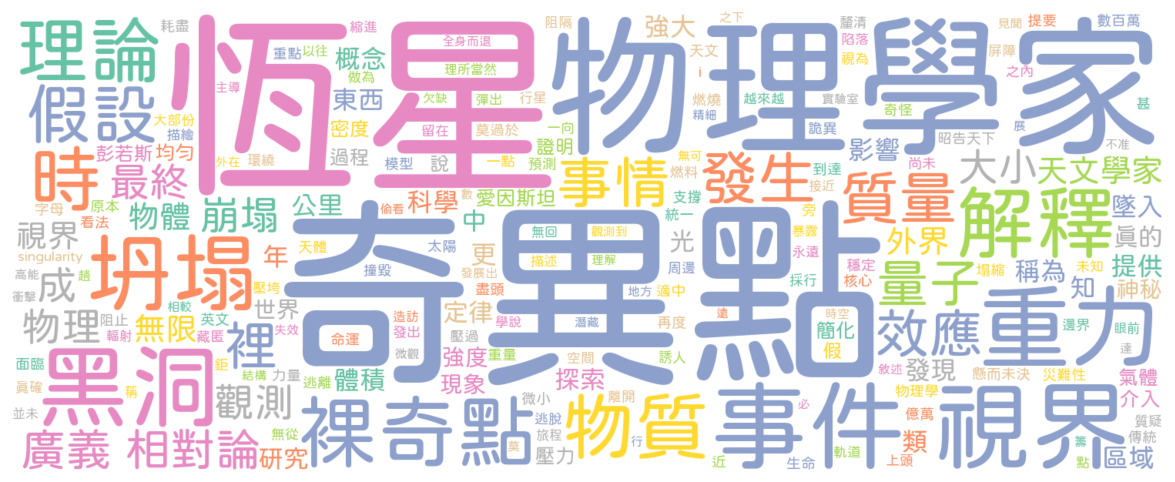 理論 耗盡 恆星 縮進 全身而退 阻隔 強大 之下 釐清 提要 見聞 數百萬
重點 以往 概念 理所當然 物理學家 天文 陷落 視為 屏障 之內
假設 主導 東西 做為 欠缺 彈出 行星 燃燒 越來越 實驗室 奇怪 甚
大部份 描繪 密度 留在 莫過於 一向 精細 詭異 昭告天下 展 不准
時 彭若斯 均勻 外在 環繞 過程 模型 說 一點 預測 證明 無可 影響 尚未
最終 愛因斯坦 事情 燃料 發生 到達 接近 質量 大小 天文學家
字母 原本 看法 物體 崩塌 公里 偷看 科學 數 中 支撐 統一 旁 解釋 墜入
視界 singularity 坍塌 年 天體 太陽 更 無回 觀測到 光 暴露 永遠 外界 真的
高能 趟 成 壓垮 撞毀 奇異點 發展出 描述 理解 周邊 採行 穩定 核心 量子 塌縮 稱為 未知 知 提供 神秘
衝擊 相較 世界 盡頭 地方 適中
物理 阻止 輻射 無限 英文 藏匿 失效 裡 命運 造訪 發出 定律 學說 潛藏 遠 時空 簡化 假 效應 重力 邊界 眼前 達
面臨 黑洞 鉅 結構 力量 微觀 壓過 強度 重量 再度 空間 誘人 敘述 發現 懸而未決 災難性 氣體
真確 稱 觀測 逃離 體積 現象 探索 微小 離開 物理學 介入
並未 裸奇點 逃脫 旅程 物質 事件 必 億萬 視界 質疑 傳統
廣義 相對論 無從 研究 莫 壓力 行 近 生命 軌道 類 上頭 籌 點 區域